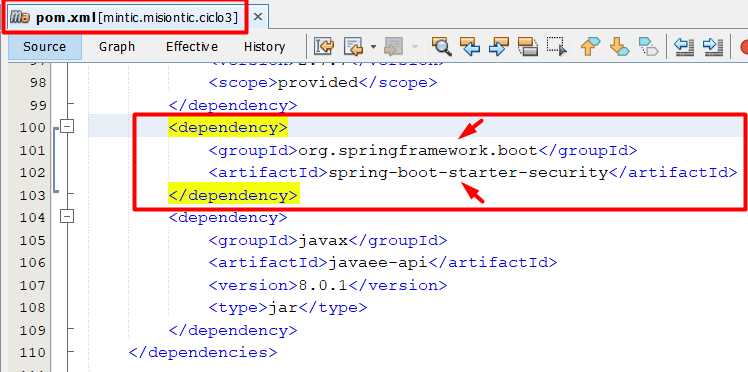 pom.xml [mintic.misiontic.ciclo3]
Source Graph Effective History
98 <scope>provided</scope>
99 </dependency>
100 <dependency>
101 <groupId>org.springframework.boot</groupId>
102 <artifactId>spring-boot-starter-security</artifactId>
103 </dependency>
104 <dependency>
105 <groupId>javax</groupId>
106 <artifactId>javaee-api</artifactId>
107 <version>8.0.1</version>
108 <type>jar</type>
109 </dependency>
110 </dependencies>